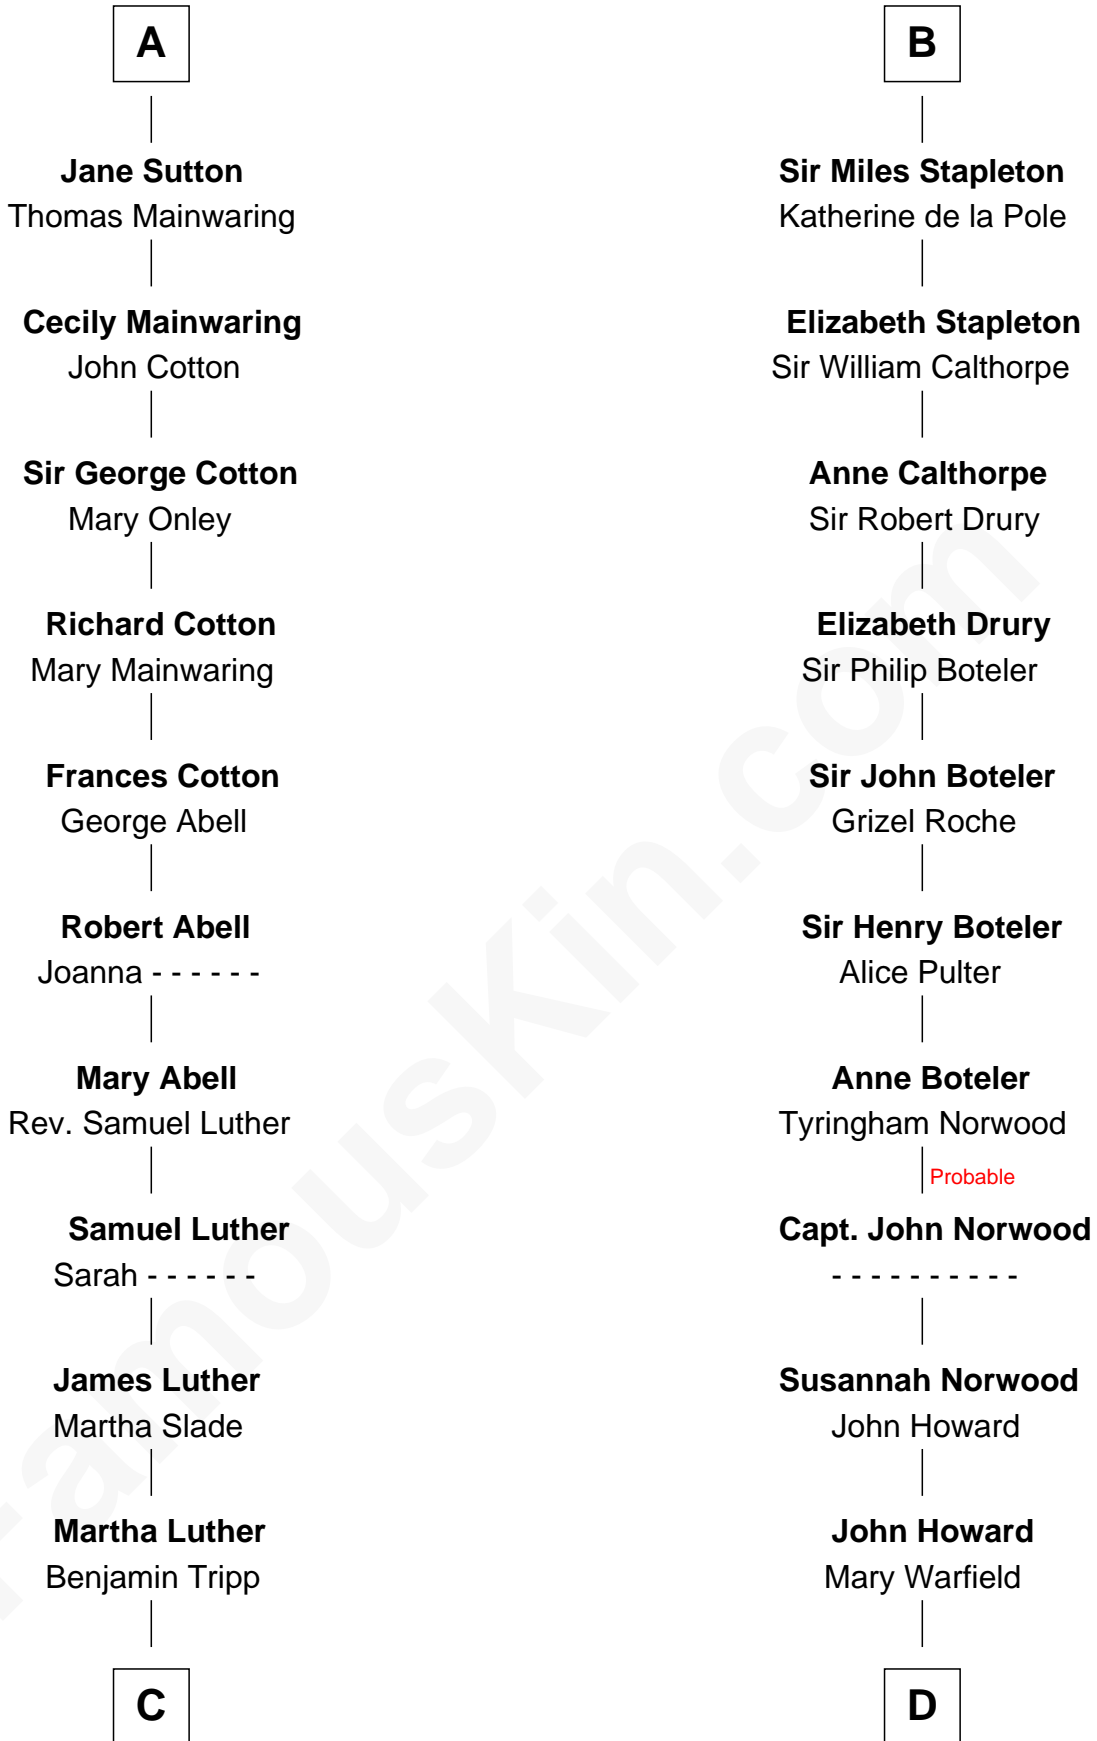 A
Jane Sutton
Thomas Mainwaring
Cecily Mainwaring
John Cotton
Sir George Cotton
Mary Onley
Richard Cotton
Mary Mainwaring
Frances Cotton
George Abell
Robert Abell
Joanna - - - - - -
Mary Abell
Rev. Samuel Luther
Samuel Luther
Sarah - - - - - -
James Luther
Martha Slade
Martha Luther
Benjamin Tripp
C
B
Sir Miles Stapleton
Katherine de la Pole
Elizabeth Stapleton
Sir William Calthorpe
Anne Calthorpe
Sir Robert Drury
Elizabeth Drury
Sir Philip Boteler
Sir John Boteler
Grizel Roche
Sir Henry Boteler
Alice Pulter
Anne Boteler
Tyringham Norwood
Probable
Capt. John Norwood
- - - - - - - - - -
Susannah Norwood
John Howard
John Howard
Mary Warfield
D
FamousKin.com